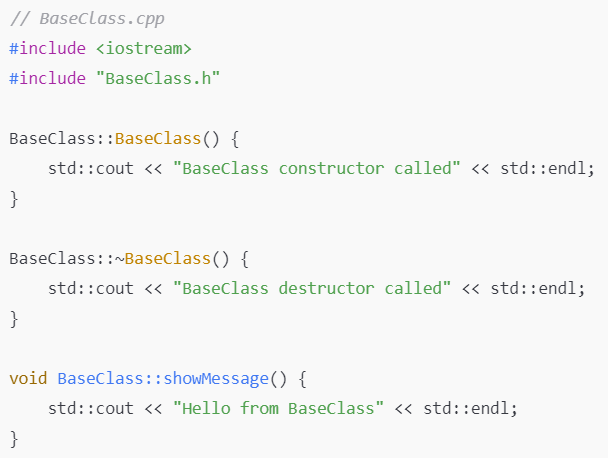 // BaseClass.cpp
#include <iostream>
#include "BaseClass.h"

BaseClass::BaseClass() {
    std::cout << "BaseClass constructor called" << std::endl;
}

BaseClass::~BaseClass() {
    std::cout << "BaseClass destructor called" << std::endl;
}

void BaseClass::showMessage() {
    std::cout << "Hello from BaseClass" << std::endl;
}